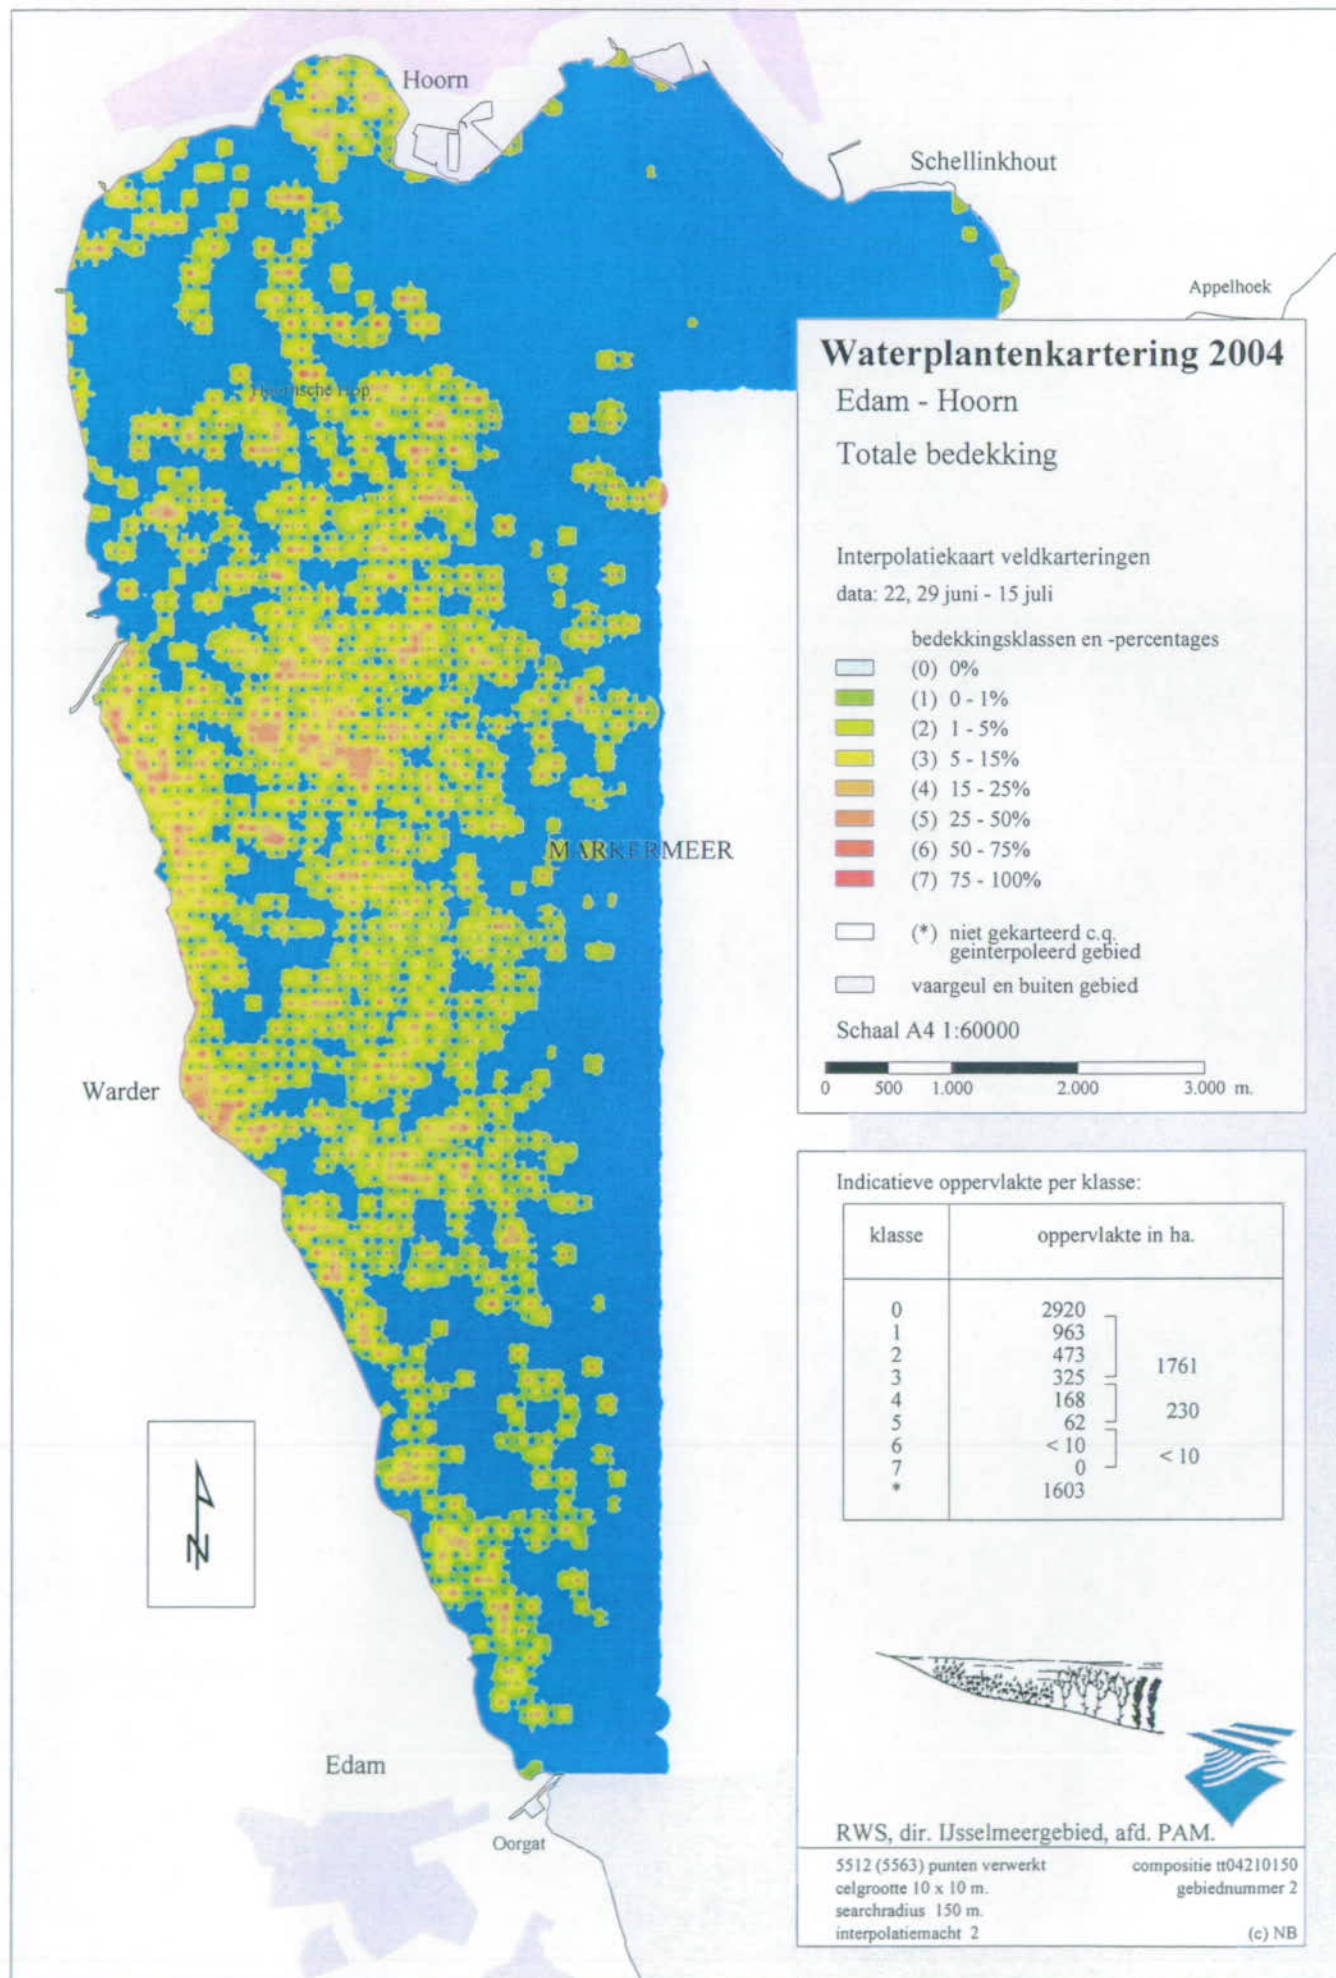 Hoorn
Schellinkhout
Appelhoek
Hoornsche Hop
MARKERMEER
Warder
Edam
Oorgat
N
Waterplantenkartering 2004
Edam - Hoorn
Totale bedekking
Interpolatiekaart veldkarteringen
data: 22, 29 juni - 15 juli
bedekkingsklassen en -percentages
(0) 0%
(1) 0 - 1%
(2) 1 - 5%
(3) 5 - 15%
(4) 15 - 25%
(5) 25 - 50%
(6) 50 - 75%
(7) 75 - 100%
(*) niet gekarteerd c.q.
geinterpoleerd gebied
vaargeul en buiten gebied
Schaal A4 1:60000
0 500 1.000 2.000 3.000 m.
Indicatieve oppervlakte per klasse:
klasse oppervlakte in ha.
0 2920
1 963
2 473
3 325 1761
4 168
5 62 230
6 < 10
7 0 < 10
* 1603
RWS, dir. IJsselmeergebied, afd. PAM.
5512 (5563) punten verwerkt compositie tt04210150
celgrootte 10 x 10 m. gebiednummer 2
searchradius 150 m.
interpolatiemacht 2 (c) NB